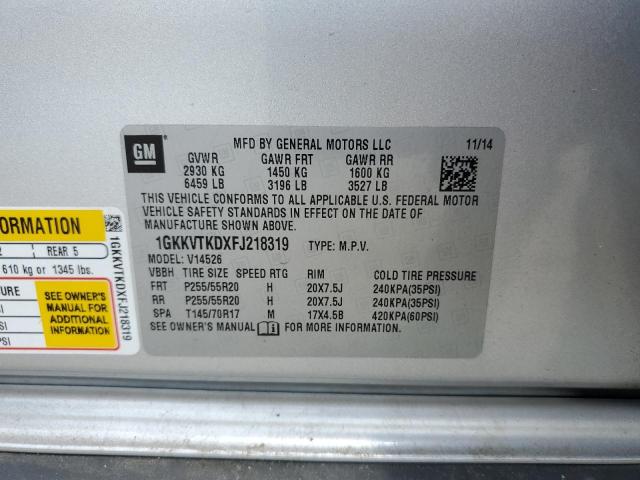 GM
MFD BY GENERAL MOTORS LLC 11/14
GVWR GAWR FRT GAWR RR
2930 KG 1450 KG 1600 KG
6459 LB 3196 LB 3527 LB
THIS VEHICLE CONFORMS TO ALL APPLICABLE U.S. FEDERAL MOTOR
VEHICLE SAFETY STANDARDS IN EFFECT ON THE DATE OF
MANUFACTURE SHOWN ABOVE.
1GKKVTKDXFJ218319 TYPE: M.P.V.
MODEL: V14526
VBBH TIRE SIZE SPEED RTG RIM COLD TIRE PRESSURE
FRT P255/55R20 H 20X7.5J 240KPA(35PSI)
RR P255/55R20 H 20X7.5J 240KPA(35PSI)
SPA T145/70R17 M 17X4.5B 420KPA(60PSI)
SEE OWNER'S MANUAL FOR MORE INFORMATION
FORMATION
2 REAR 5
610 kg or 1345 lbs.
SEE OWNER'S
MANUAL FOR
ADDITIONAL
INFORMATION
1GKKVTKDXFJ218319